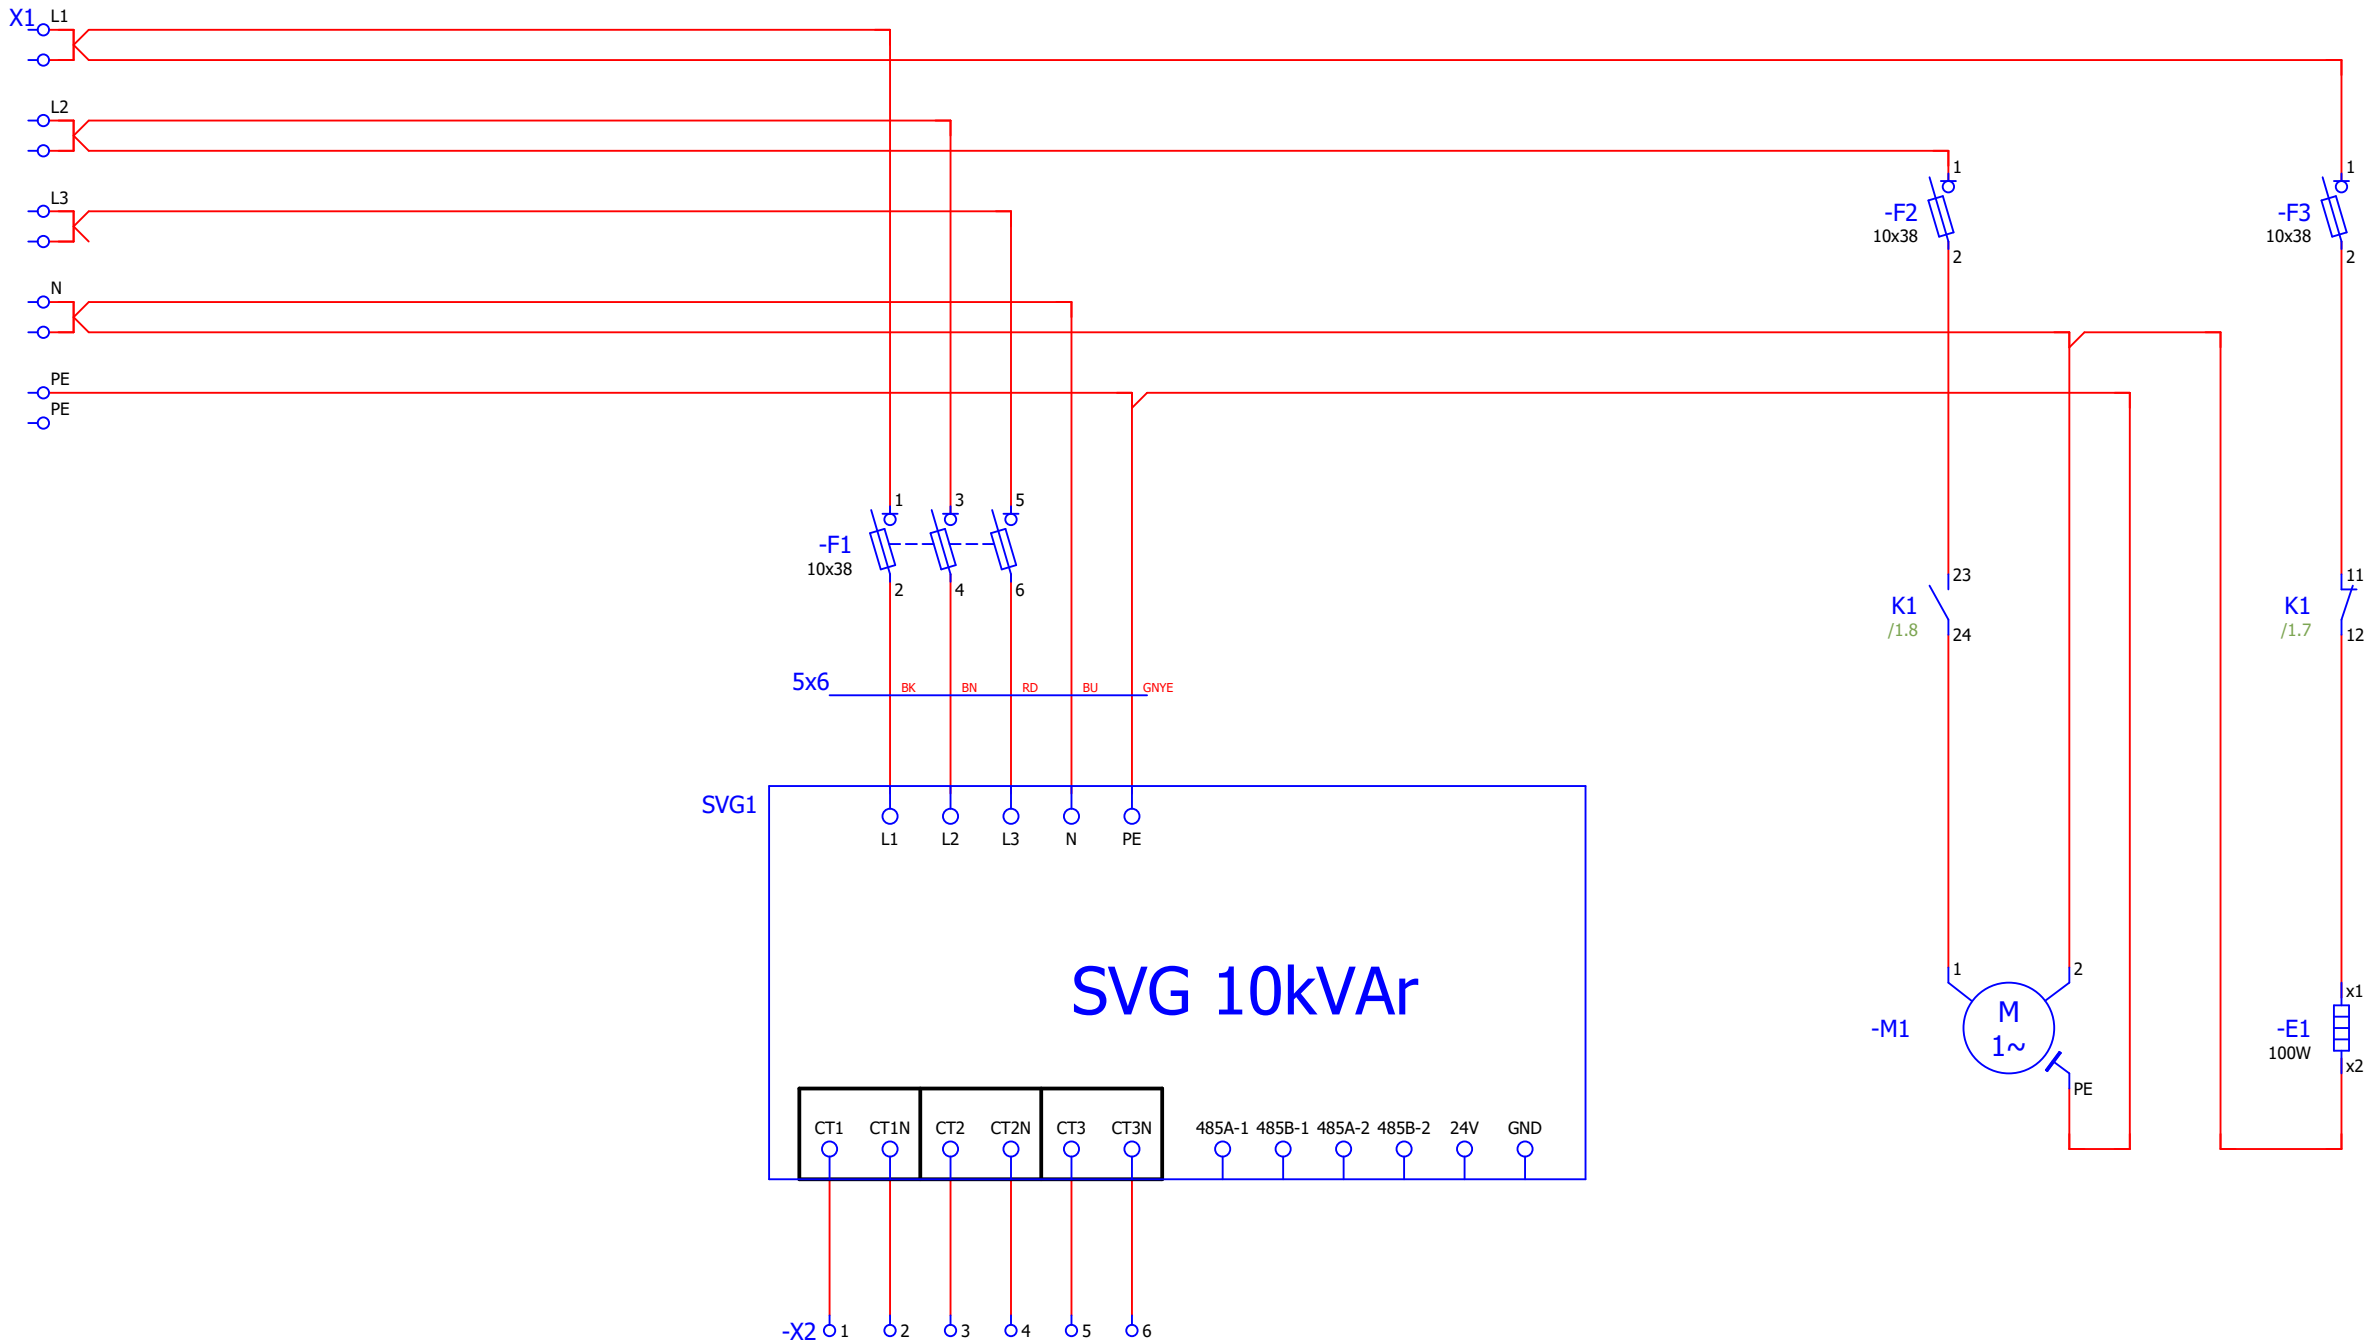 X1 L1
L2
L3
N
PE
PE
1
-F2
10x38
2
1
-F3
10x38
2
1 3 5
-F1
10x38
2 4 6
23
K1
/1.8
24
11
K1
/1.7
12
5x6 BK BN RD BU GNYE
SVG1
L1 L2 L3 N PE
SVG 10kVAr
1 2
-M1
M
1~
PE
x1
-E1
100W
x2
CT1 CT1N CT2 CT2N CT3 CT3N 485A-1 485B-1 485A-2 485B-2 24V GND
-X2 1 2 3 4 5 6